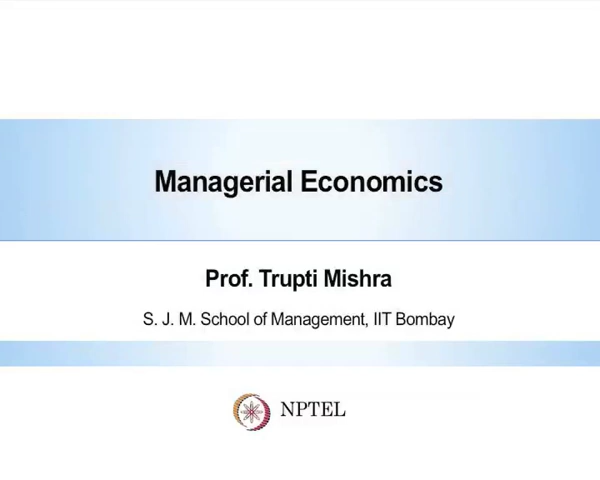 Managerial Economics
Prof. Trupti Mishra
S. J. M. School of Management, IIT Bombay
NPTEL